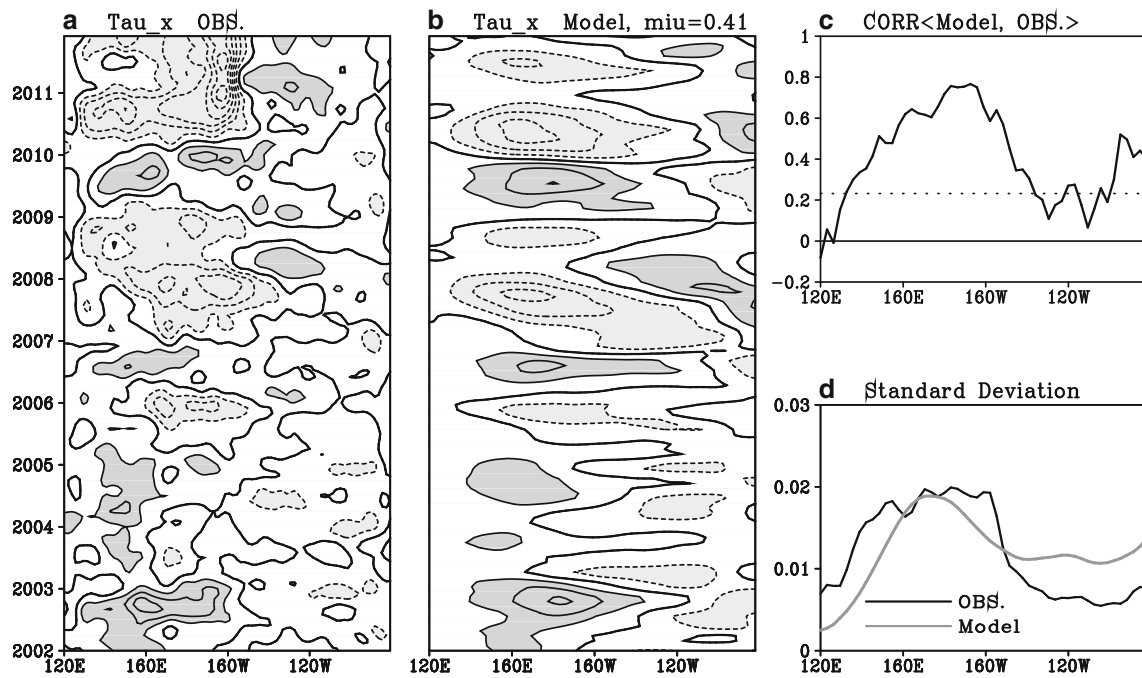 a Tau_x OBS.
2011
2010
2009
2008
2007
2006
2005
2004
2003
2002
120E 160E 160W 120W
b Tau_x Model, miu=0.41
120E 160E 160W 120W
c CORR<Model, OBS.>
1
0.8
0.6
0.4
0.2
0
-0.2
120E 160E 160W 120W
d Standard Deviation
0.03
0.02
0.01
0
OBS.
Model
120E 160E 160W 120W